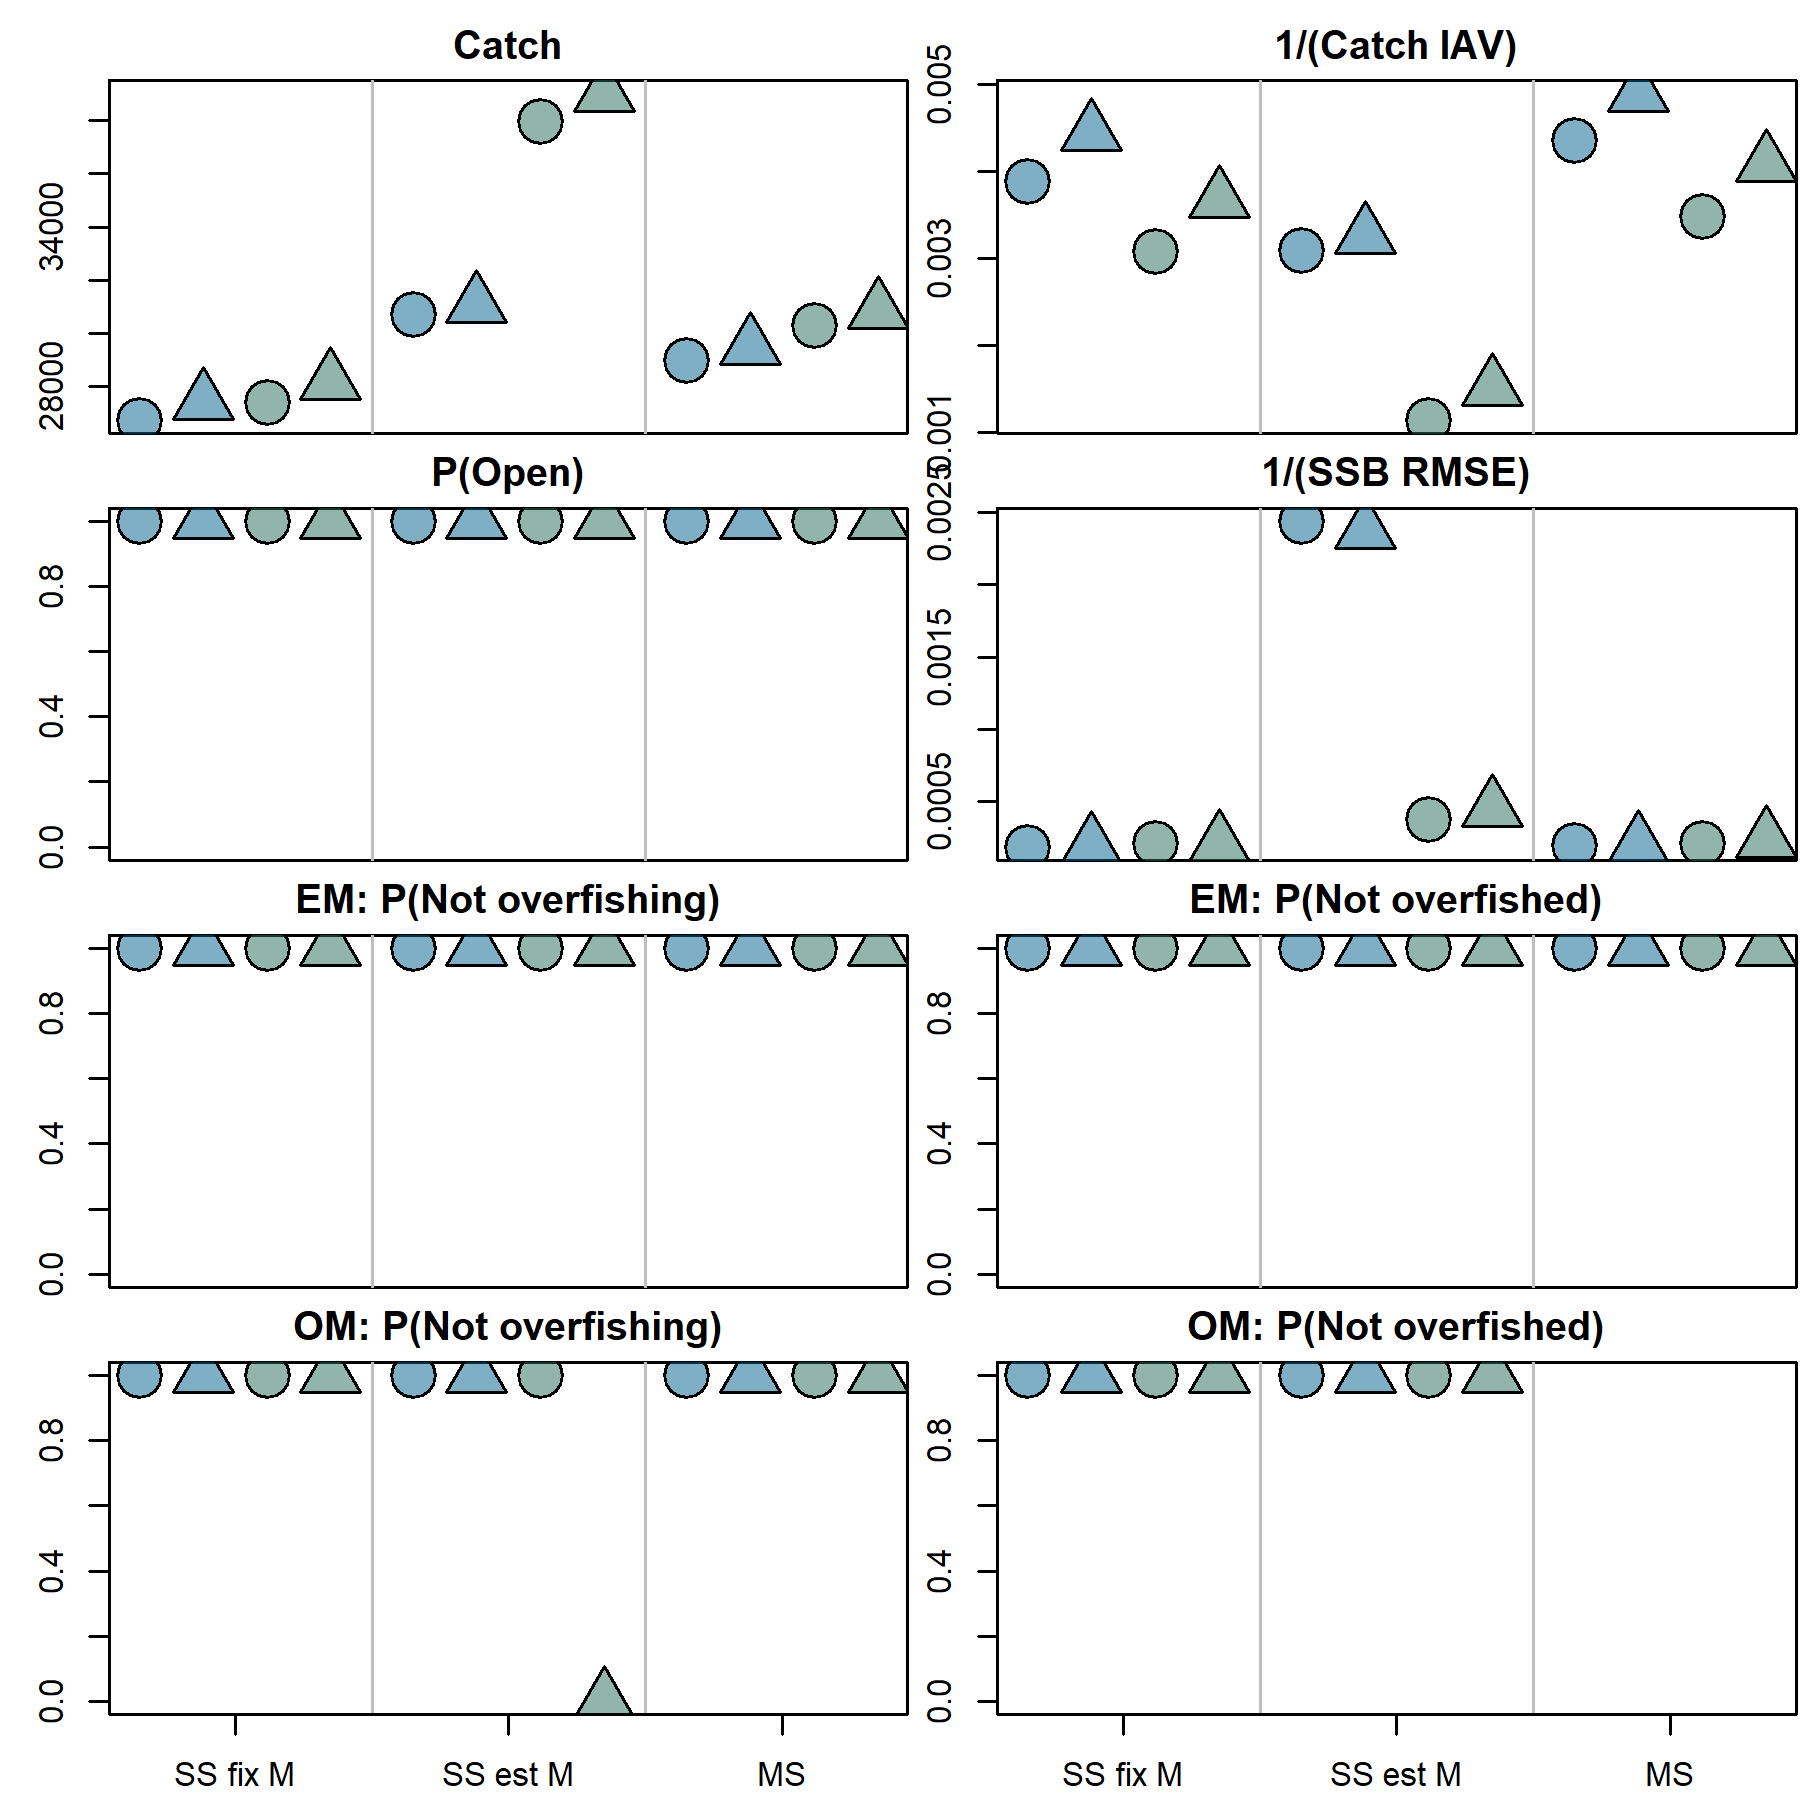 Catch
1/(Catch IAV)
34000
28000
0.005
0.003
0.001
P(Open)
1/(SSB RMSE)
0.8
0.4
0.0
0.0025
0.0015
0.0005
EM: P(Not overfishing)
EM: P(Not overfished)
0.8
0.4
0.0
0.8
0.4
0.0
OM: P(Not overfishing)
OM: P(Not overfished)
0.8
0.4
0.0
0.8
0.4
0.0
SS fix M
SS est M
MS
SS fix M
SS est M
MS